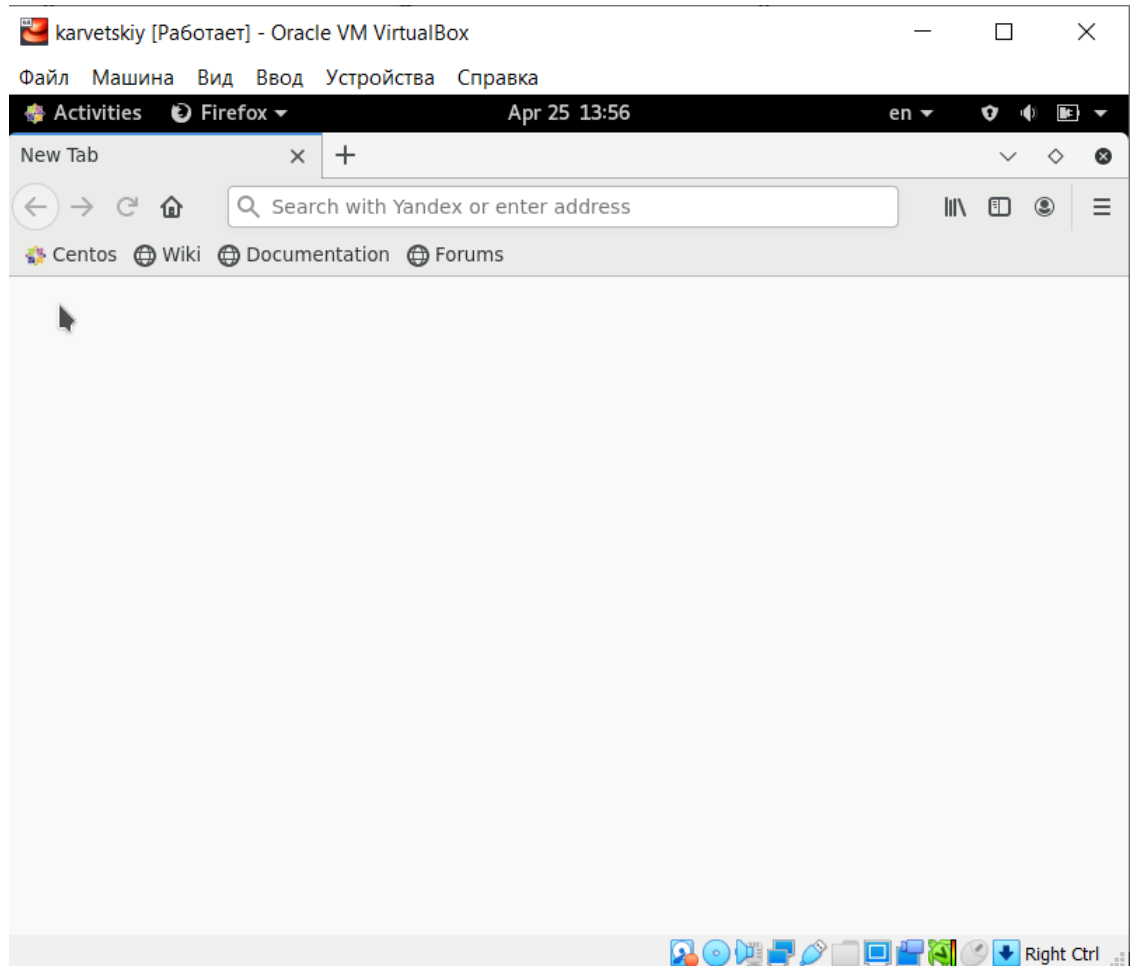 karvetskiy [Работает] - Oracle VM VirtualBox
Файл Машина Вид Ввод Устройства Справка
Activities Firefox Apr 25 13:56 en
New Tab
Search with Yandex or enter address
Centos Wiki Documentation Forums
Right Ctrl